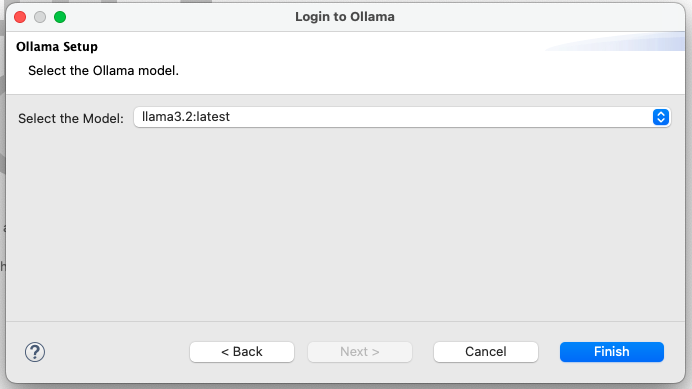 Login to Ollama
Ollama Setup
Select the Ollama model.
Select the Model: llama3.2:latest
? < Back Next > Cancel Finish